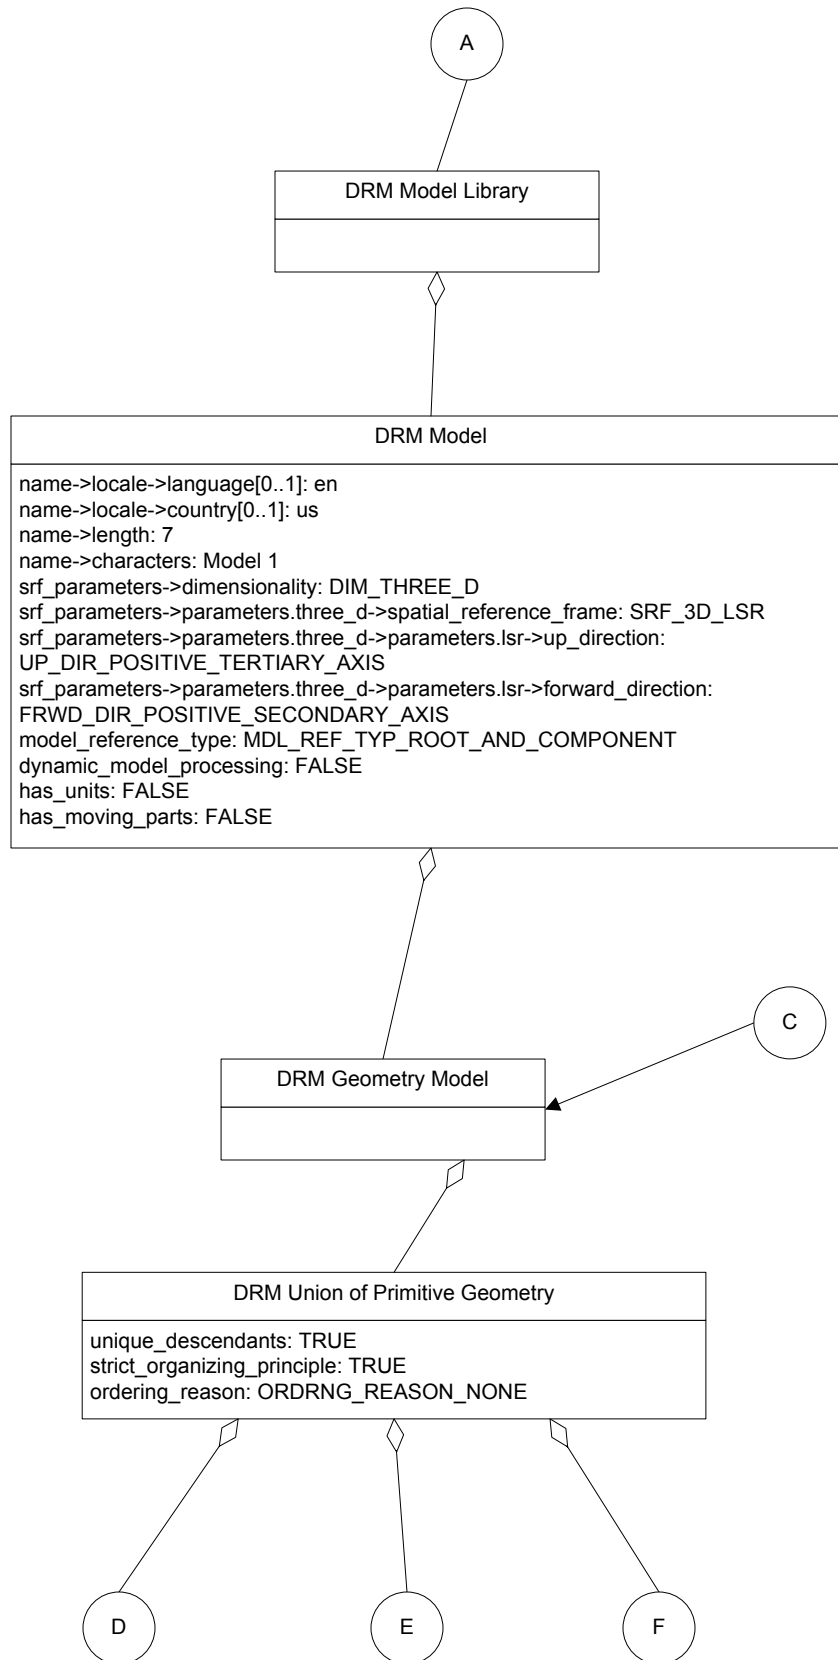 A
DRM Model Library
DRM Model
name->locale->language[0..1]: en
name->locale->country[0..1]: us
name->length: 7
name->characters: Model 1
srf_parameters->dimensionality: DIM_THREE_D
srf_parameters->parameters.three_d->spatial_reference_frame: SRF_3D_LSR
srf_parameters->parameters.three_d->parameters.lsr->up_direction:
UP_DIR_POSITIVE_TERTIARY_AXIS
srf_parameters->parameters.three_d->parameters.lsr->forward_direction:
FRWD_DIR_POSITIVE_SECONDARY_AXIS
model_reference_type: MDL_REF_TYP_ROOT_AND_COMPONENT
dynamic_model_processing: FALSE
has_units: FALSE
has_moving_parts: FALSE
C
DRM Geometry Model
DRM Union of Primitive Geometry
unique_descendants: TRUE
strict_organizing_principle: TRUE
ordering_reason: ORDRNG_REASON_NONE
D
E
F